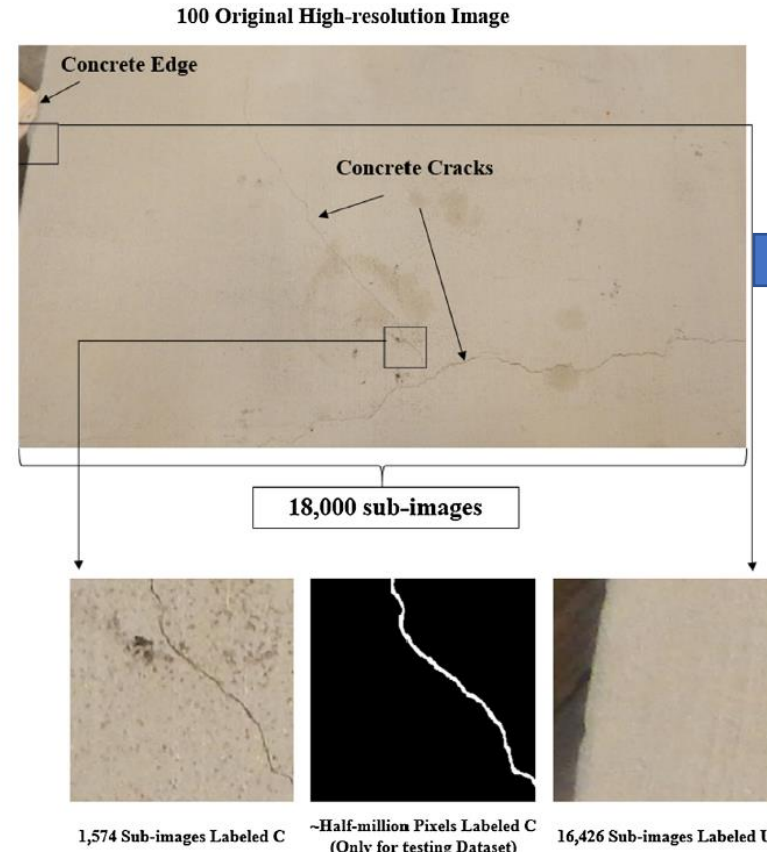 100 Original High-resolution Image
Concrete Edge
Concrete Cracks
18,000 sub-images
1,574 Sub-images Labeled C
~Half-million Pixels Labeled C
(Only for testing Dataset)
16,426 Sub-images Labeled U